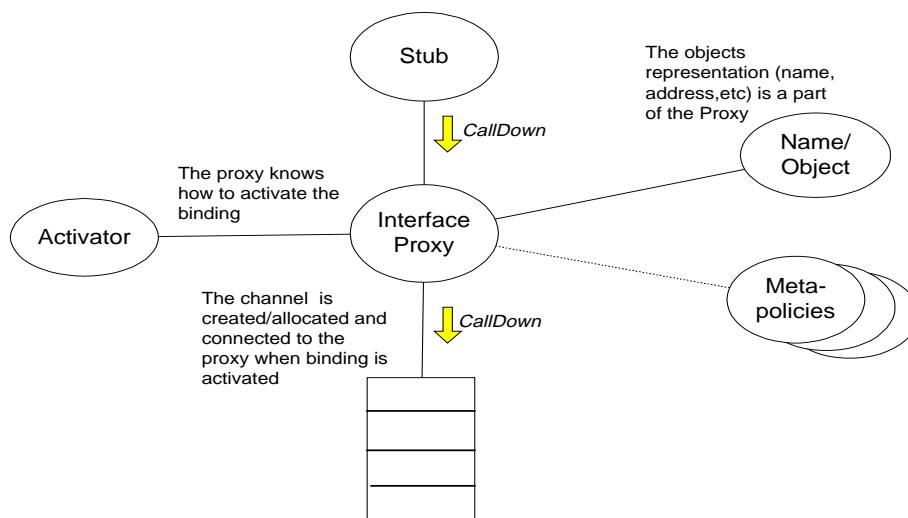 Stub
The objects
representation (name,
address,etc) is a part
of the Proxy
CallDown
Name/
Object
The proxy knows
how to activate the
binding
Activator
Interface
Proxy
The channel is
created/allocated and
connected to the
proxy when binding is
activated
CallDown
Meta-
policies